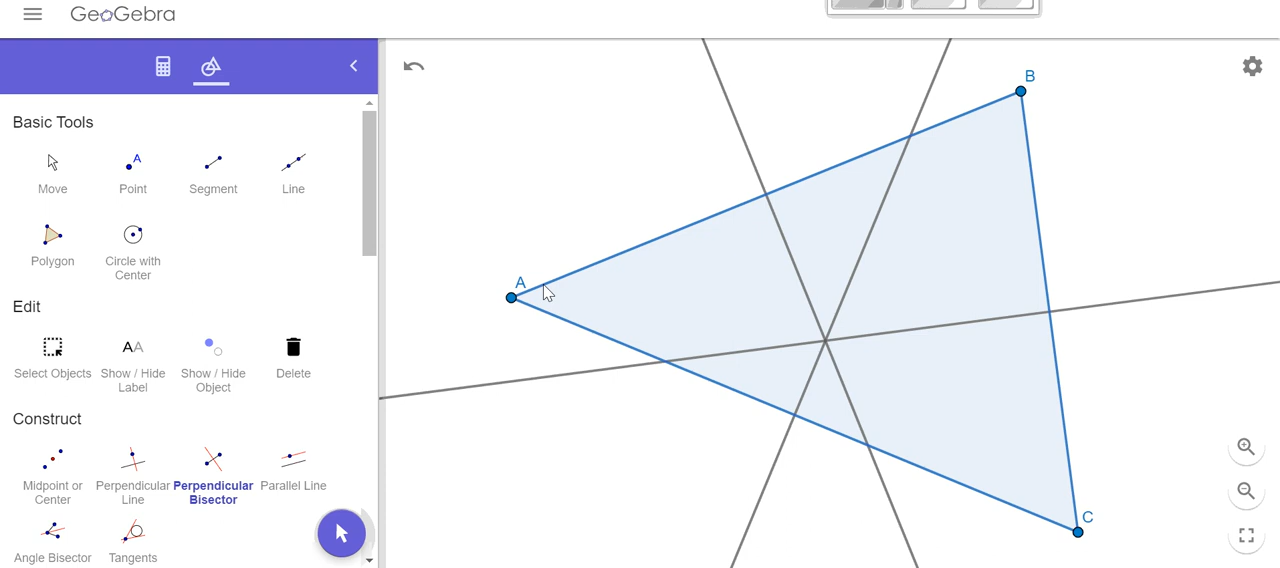 GeoGebra
Basic Tools
A
Move
Point
Segment
Line
Polygon
Circle with
Center
Edit
AA
Select Objects
Show / Hide
Label
Show / Hide
Object
Delete
Construct
Midpoint or
Center
Perpendicular
Line
Perpendicular
Bisector
Parallel Line
Angle Bisector
Tangents
B
A
C